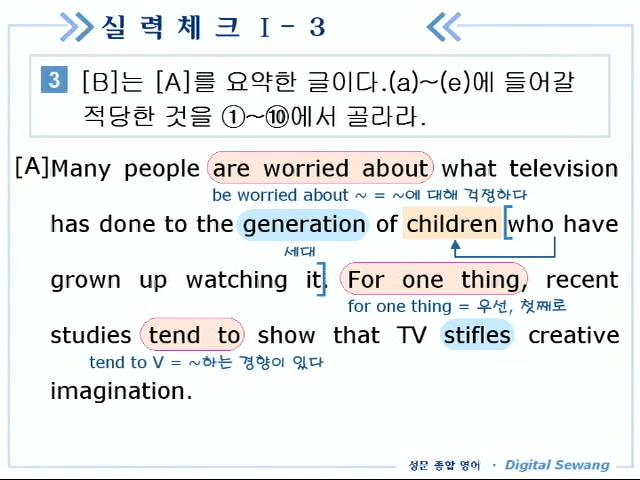 실력체크 I - 3
3 [B]는 [A]를 요약한 글이다.(a)~(e)에 들어갈
적당한 것을 ①~⑩에서 골라라.
[A]Many people are worried about what television
be worried about ~ = ~에 대해 걱정하다
has done to the generation of children [who have
세대
grown up watching it]. For one thing, recent
for one thing = 우선, 첫째로
studies tend to show that TV stifles creative
tend to V = ~하는 경향이 있다
imagination.
정문 종합 영어 · Digital Sewang